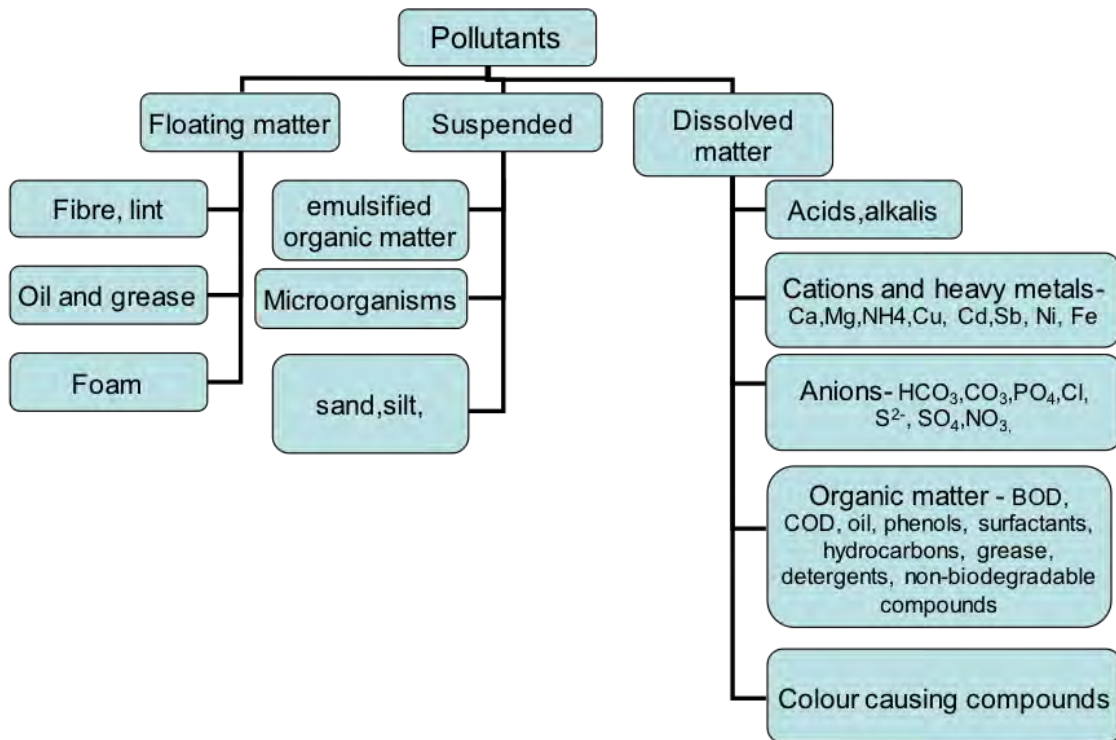 Pollutants
Floating matter
Suspended
Dissolved
matter
Fibre, lint
Oil and grease
Foam
emulsified
organic matter
Microorganisms
sand,silt,
Acids,alkalis
Cations and heavy metals-
Ca,Mg,NH4,Cu, Cd,Sb, Ni, Fe
Anions- HCO₃,CO₃,PO₄,Cl,
S²⁻, SO₄,NO₃,
Organic matter - BOD,
COD, oil, phenols, surfactants,
hydrocarbons, grease,
detergents, non-biodegradable
compounds
Colour causing compounds